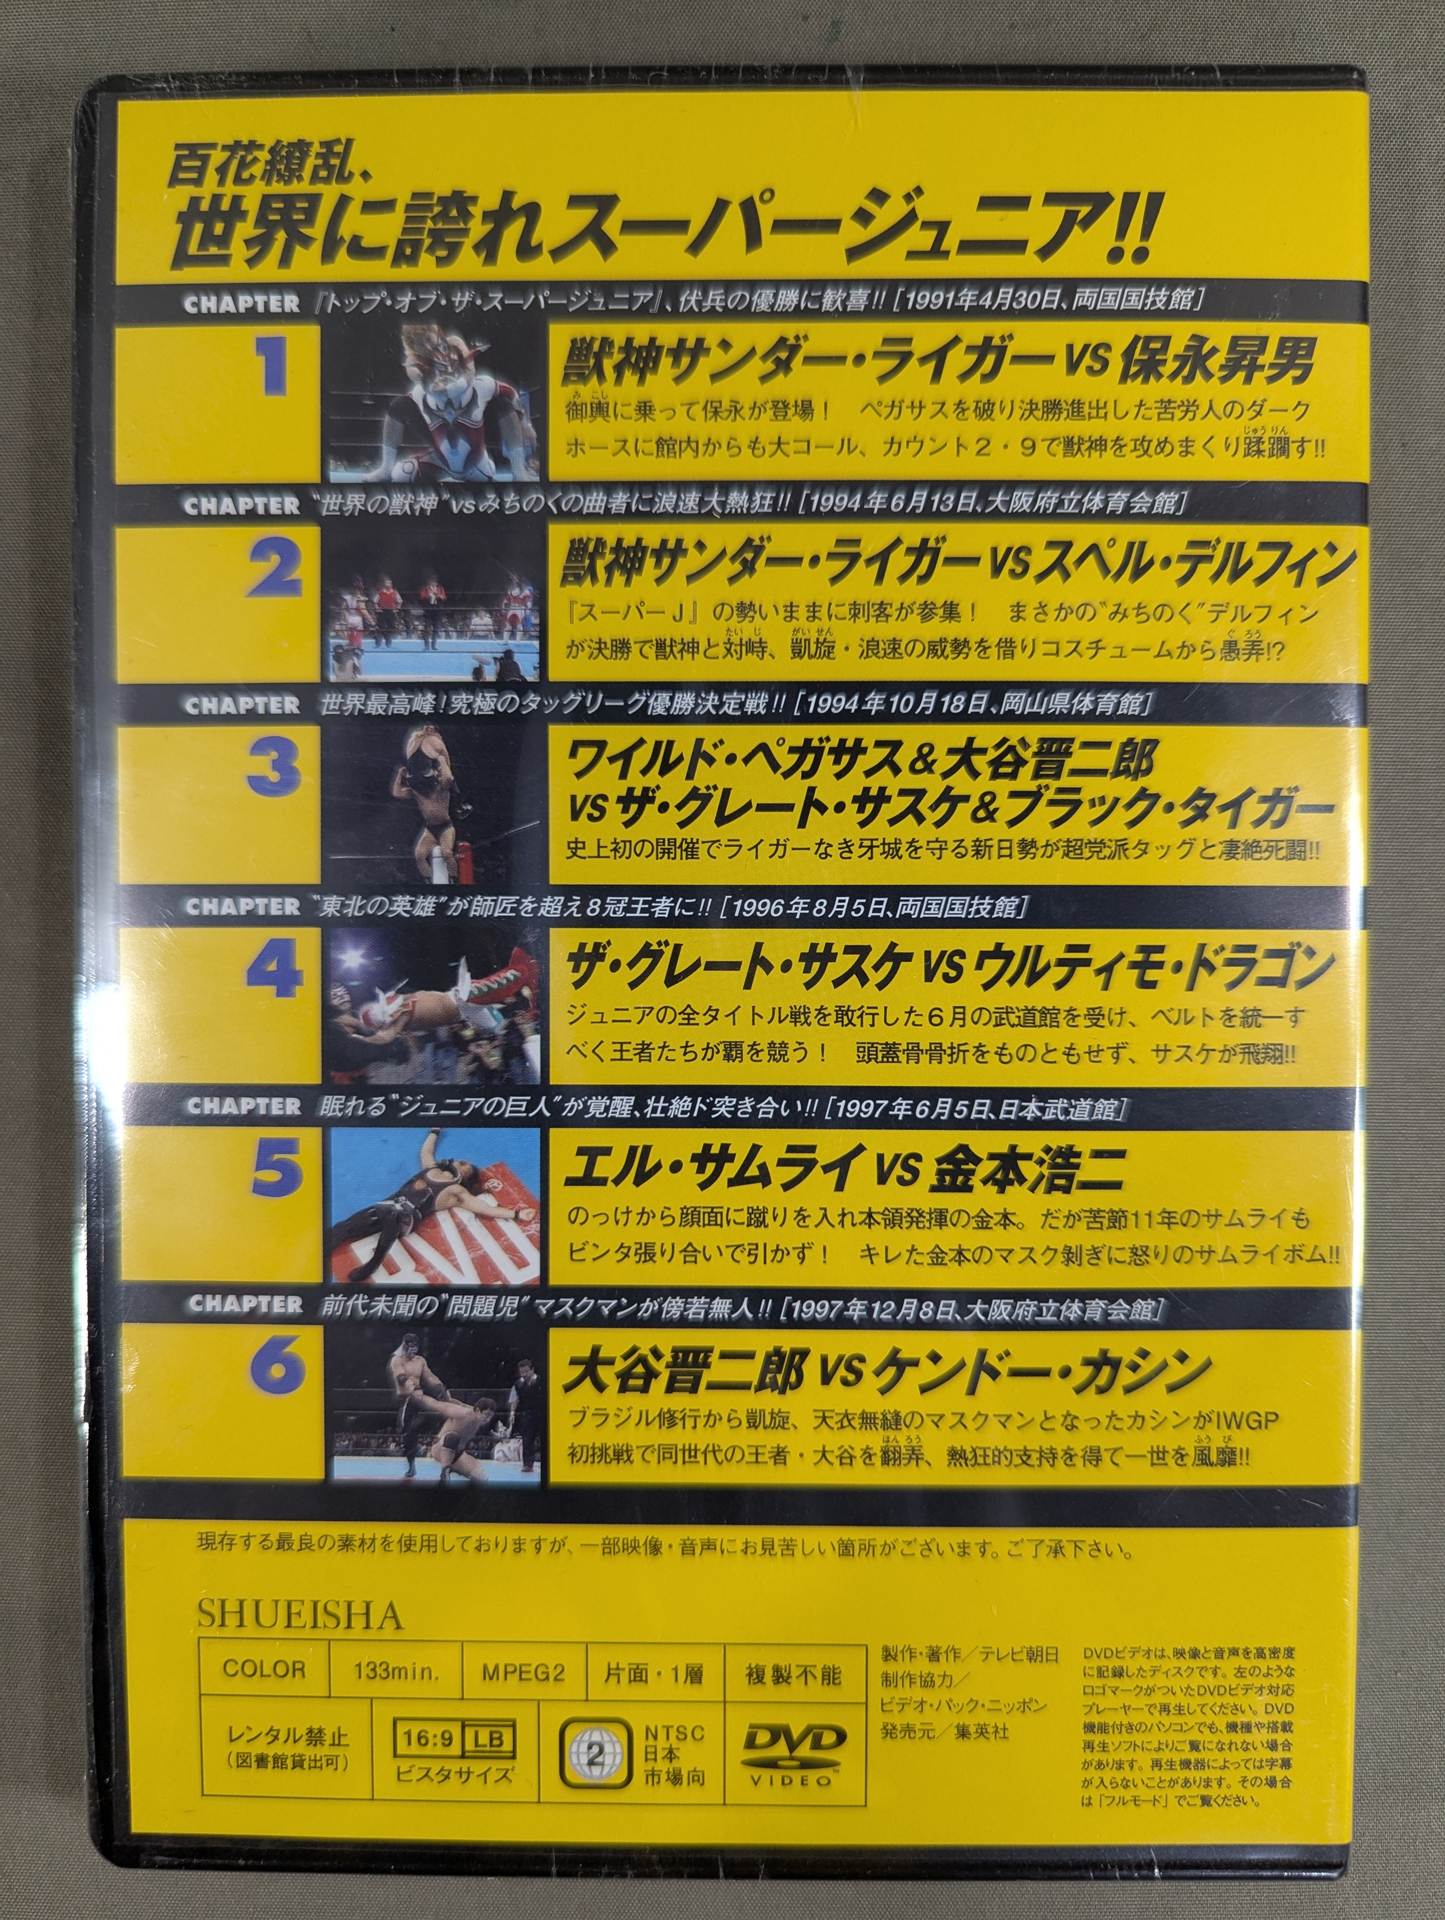 百花繚乱、
世界に誇れスーパージュニア!!
CHAPTER 『トップ・オブ・ザ・スーパージュニア』、伏兵の優勝に歓喜!! [1991年4月30日、両国国技館]
1
獣神サンダー・ライガー VS 保永昇男
御輿に乗って保永が登場！　ペガサスを破り決勝進出した苦労人のダーク
ホースに館内からも大コール、カウント2・9で獣神を攻めまくり蹂躙す!!
CHAPTER “世界の獣神”vsみちのくの曲者に浪速大熱狂!! [1994年6月13日、大阪府立体育会館]
2
獣神サンダー・ライガー VS スペル・デルフィン
『スーパーJ』の勢いままに刺客が参集！　まさかの“みちのく”デルフィン
が決勝で獣神と対峙、凱旋・浪速の威勢を借りコスチュームから愚弄!?
CHAPTER 世界最高峰!究極のタッグリーグ優勝決定戦!! [1994年10月18日、岡山県体育館]
3
ワイルド・ペガサス&大谷晋二郎
VS ザ・グレート・サスケ&ブラック・タイガー
史上初の開催でライガーなき牙城を守る新日勢が超党派タッグと凄絶死闘!!
CHAPTER “東北の英雄”が師匠を超え8冠王者に!! [1996年8月5日、両国国技館]
4
ザ・グレート・サスケ VS ウルティモ・ドラゴン
ジュニアの全タイトル戦を敢行した6月の武道館を受け、ベルトを統一す
べく王者たちが覇を競う！　頭蓋骨骨折をものともせず、サスケが飛翔!!
CHAPTER 眠れる“ジュニアの巨人”が覚醒、壮絶ド突き合い!! [1997年6月5日、日本武道館]
5
エル・サムライ VS 金本浩二
のっけから顔面に蹴りを入れ本領発揮の金本。だが苦節11年のサムライも
ビンタ張り合いで引かず！　キレた金本のマスク剝ぎに怒りのサムライボム!!
CHAPTER 前代未聞の“問題児”マスクマンが傍若無人!! [1997年12月8日、大阪府立体育会館]
6
大谷晋二郎 VS ケンドー・カシン
ブラジル修行から凱旋、天衣無縫のマスクマンとなったカシンがIWGP
初挑戦で同世代の王者・大谷を翻弄、熱狂的支持を得て一世を風靡!!
現存する最良の素材を使用しておりますが、一部映像・音声にお見苦しい箇所がございます。ご了承下さい。
SHUEISHA
COLOR 133min. MPEG2 片面・1層 複製不能
レンタル禁止
(図書館貸出可)
16:9 LB
ビスタサイズ
2
NTSC
日本
市場向
DVD
VIDEO
製作・著作／テレビ朝日
制作協力／
ビデオ・パック・ニッポン
発売元／集英社
DVDビデオは、映像と音声を高密度
に記録したディスクです。左のような
ロゴマークがついたDVDビデオ対応
プレーヤーで再生してください。DVD
機能付きのパソコンでも、機種や搭載
再生ソフトによりご覧になれない場合
があります。再生機器によっては字幕
が入らないことがあります。その場合
は「フルモード」でご覧ください。